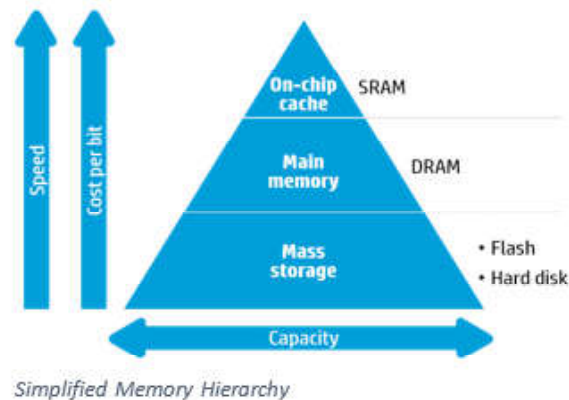 On-chip
cache
SRAM
Main
memory
DRAM
Mass
storage
• Flash
• Hard disk
Speed
Cost per bit
Capacity
Simplified Memory Hierarchy